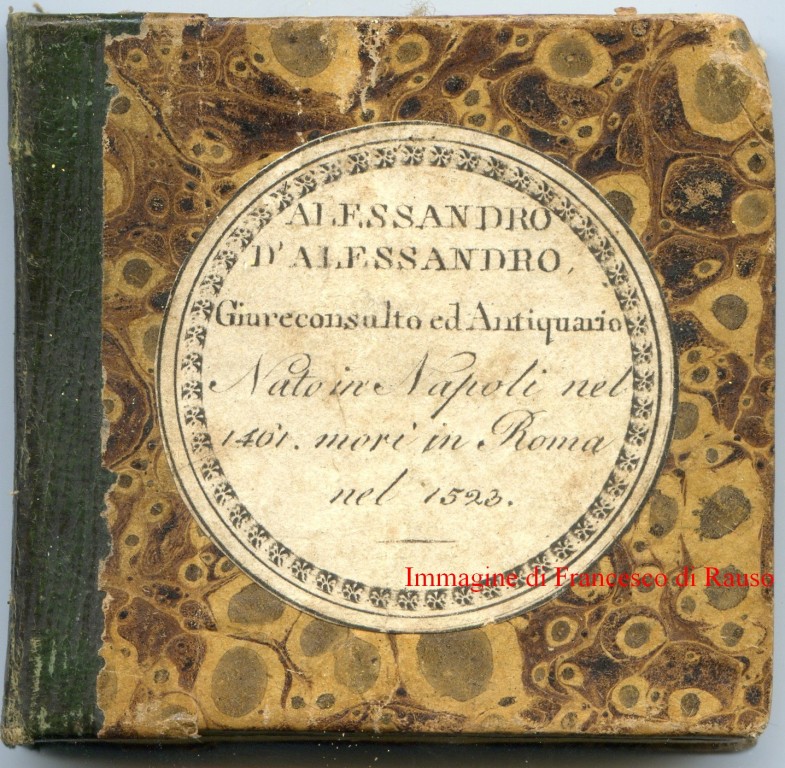 ALESSANDRO
D'ALESSANDRO,
Giureconsulto ed Antiquario
Nato in Napoli nel
1461. morì in Roma
nel 1523.
Immagine di Francesco di Rauso